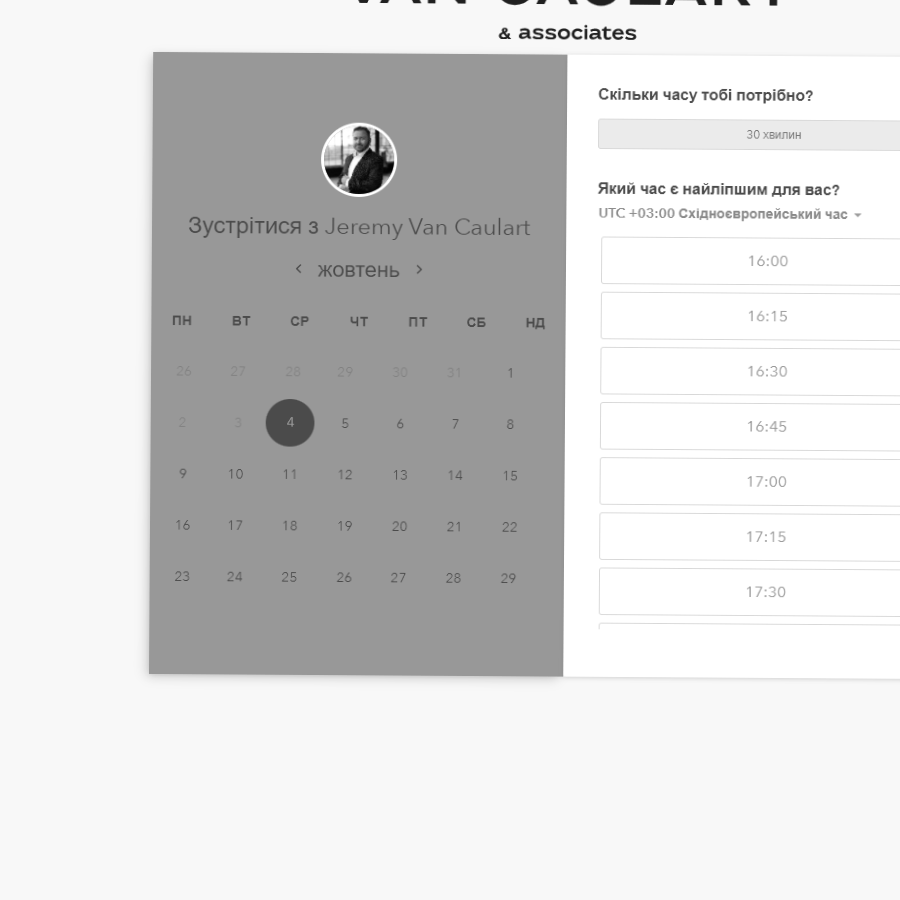 VAN CAULART
& associates
Зустрітися з Jeremy Van Caulart
жовтень
ПН ВТ СР ЧТ ПТ СБ НД
26 27 28 29 30 31 1
2 3 4 5 6 7 8
9 10 11 12 13 14 15
16 17 18 19 20 21 22
23 24 25 26 27 28 29
Скільки часу тобі потрібно?
30 хвилин
Який час є найліпшим для вас?
UTC +03:00 Східноєвропейський час
16:00
16:15
16:30
16:45
17:00
17:15
17:30